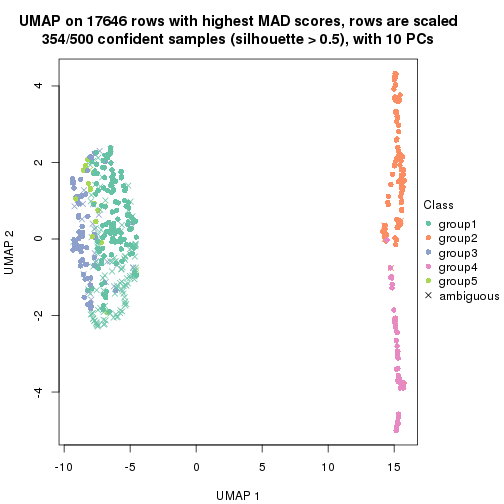 UMAP on 17646 rows with highest MAD scores, rows are scaled
354/500 confident samples (silhouette > 0.5), with 10 PCs
4
2
0
-2
-4
UMAP 2
-10
-5
0
5
10
15
UMAP 1
Class
group1
group2
group3
group4
group5
ambiguous